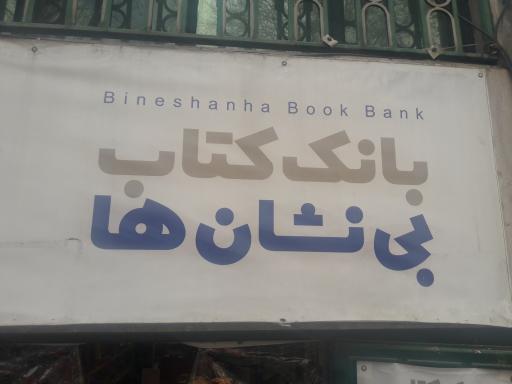 Bineshanha Book Bank
بانک کتاب
بی نشان ها